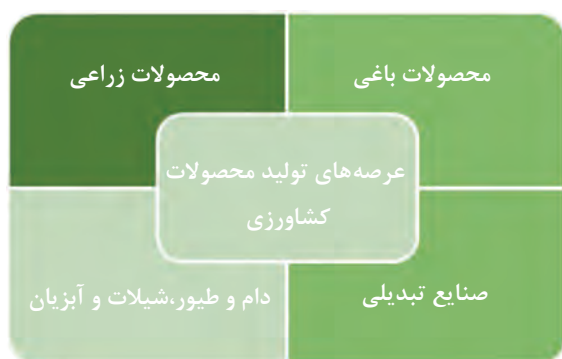 محصولات باغی
محصولات زراعی
عرصه‌های تولید محصولات
کشاورزی
صنایع تبدیلی
دام و طیور،شیلات و آبزیان